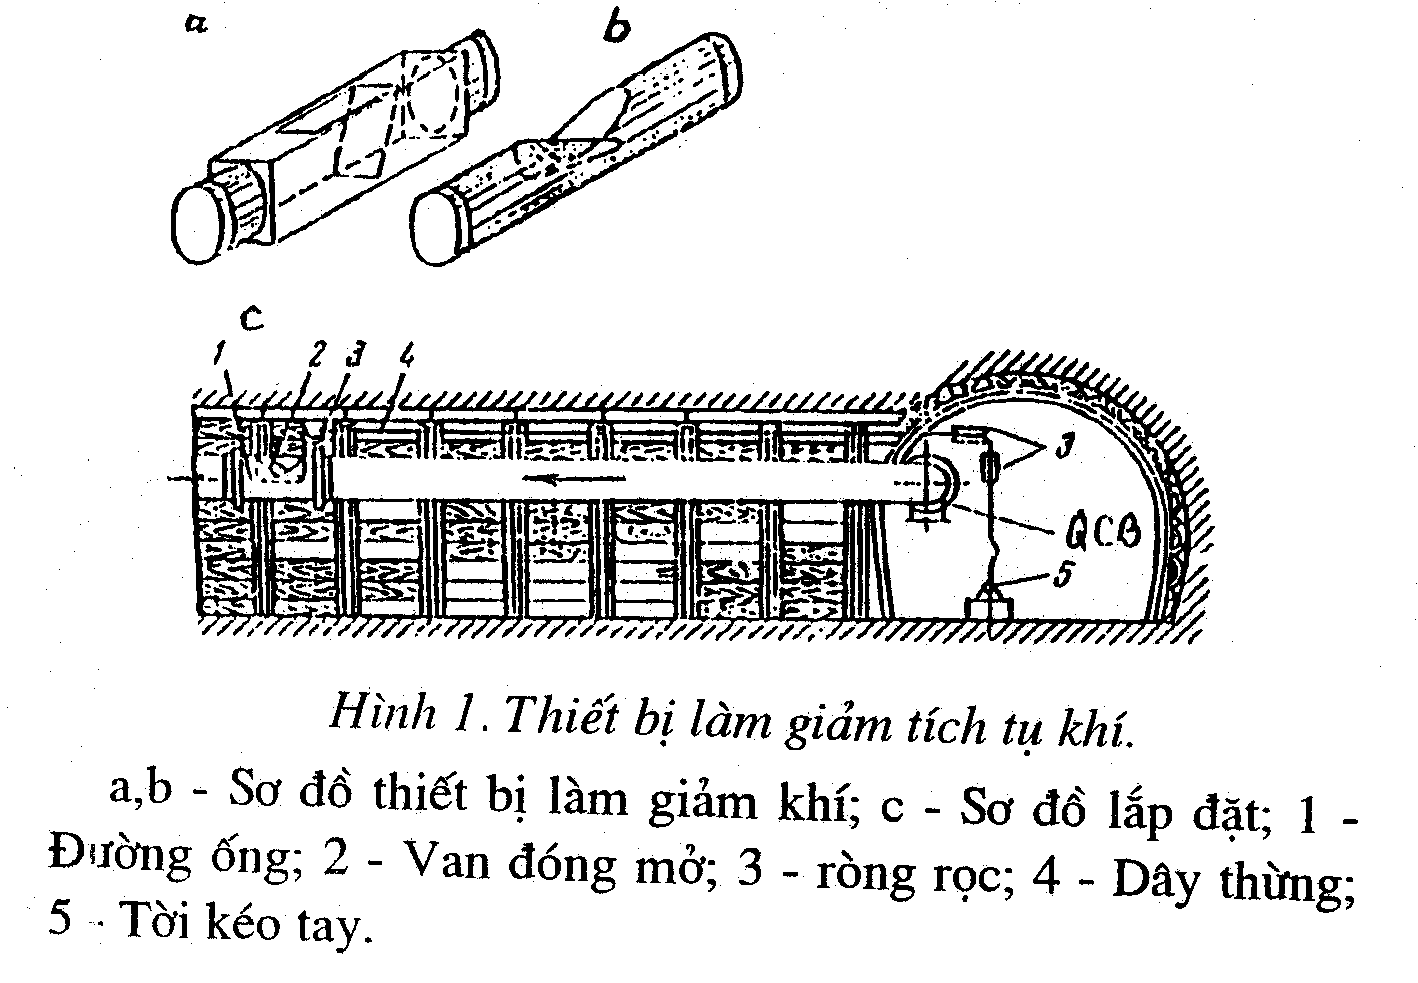 a
b
c
1 2 3 4
3
QCB
5
Hình 1. Thiết bị làm giảm tích tụ khí.
a,b - Sơ đồ thiết bị làm giảm khí; c - Sơ đồ lắp đặt; 1 -
Đường ống; 2 - Van đóng mở; 3 - ròng rọc; 4 - Dây thừng;
5 - Tời kéo tay.